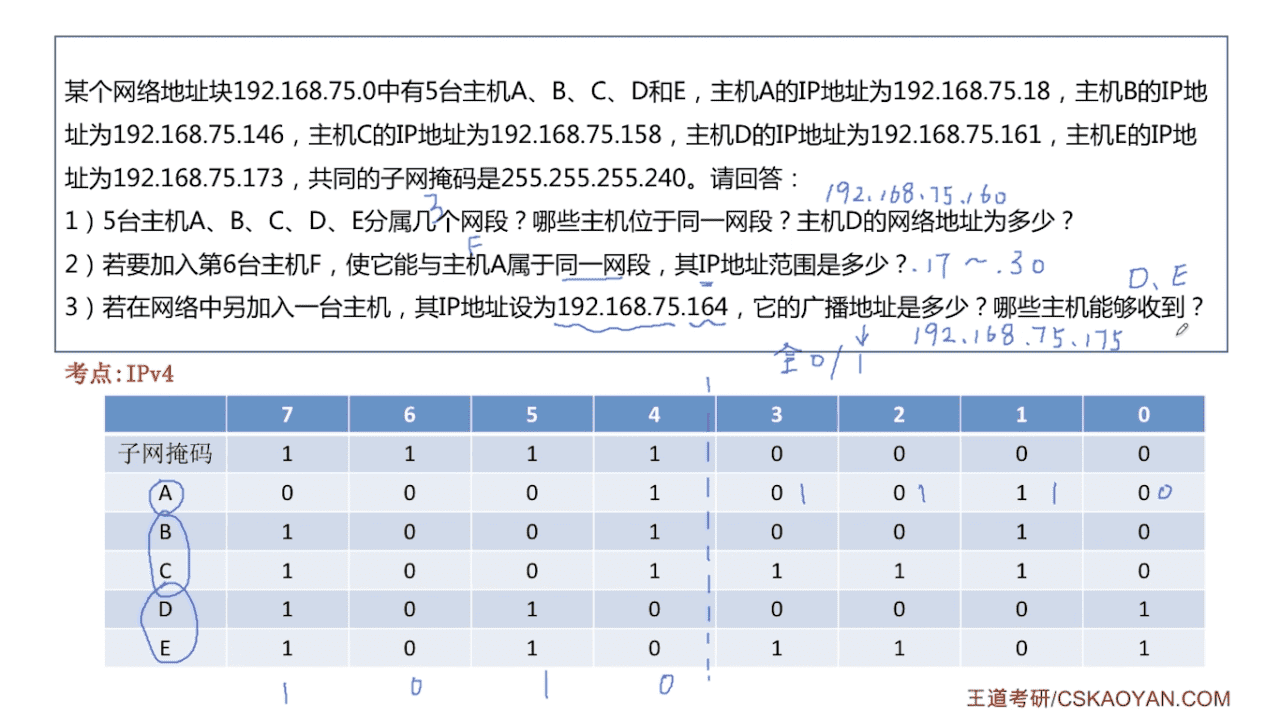 某个网络地址块192.168.75.0中有5台主机A、B、C、D和E，主机A的IP地址为192.168.75.18，主机B的IP地
址为192.168.75.146，主机C的IP地址为192.168.75.158，主机D的IP地址为192.168.75.161，主机E的IP地
址为192.168.75.173，共同的子网掩码是255.255.255.240。请回答：
192.168.75.160
3
1）5台主机A、B、C、D、E分属几个网段？哪些主机位于同一网段？主机D的网络地址为多少？
F
2）若要加入第6台主机F，使它能与主机A属于同一网段，其IP地址范围是多少？.17～.30
D、E
3）若在网络中另加入一台主机，其IP地址设为192.168.75.164，它的广播地址是多少？哪些主机能够收到？
192.168.75.175
全0/1
考点:IPv4
7 6 5 4 3 2 1 0
子网掩码 1 1 1 1 0 0 0 0
A 0 0 0 1 0 1 0 1 1 1 0 0
B 1 0 0 1 0 0 1 0
C 1 0 0 1 1 1 1 0
D 1 0 1 0 0 0 0 1
E 1 0 1 0 1 1 0 1
1 0 1 0
王道考研/CSKAOYAN.COM